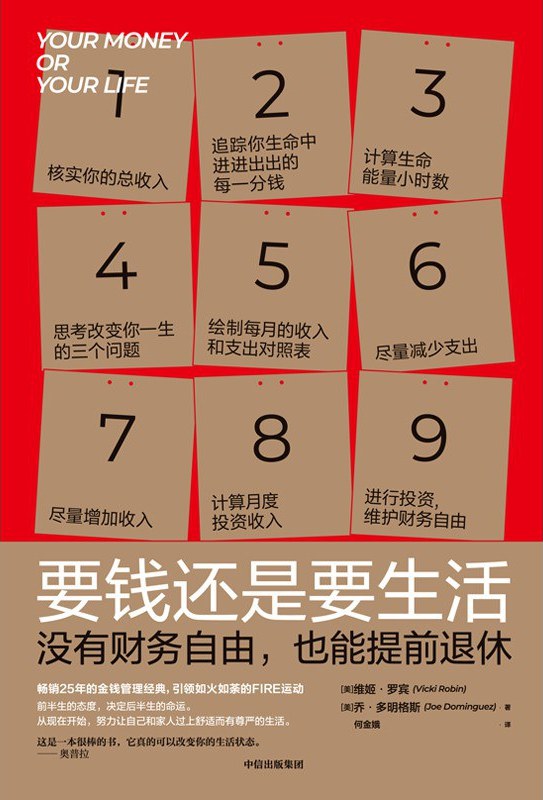 YOUR MONEY
OR
YOUR LIFE
1
核实你的总收入
2
追踪你生命中
进进出出的
每一分钱
3
计算生命
能量小时数
4
思考改变你一生
的三个问题
5
绘制每月的收入
和支出对照表
6
尽量减少支出
7
尽量增加收入
8
计算月度
投资收入
9
进行投资,
维护财务自由
要钱还是要生活
没有财务自由，也能提前退休
畅销25年的金钱管理经典，引领如火如荼的FIRE运动
前半生的态度，决定后半生的命运。
从现在开始，努力让自己和家人过上舒适而有尊严的生活。
这是一本很棒的书，它真的可以改变你的生活状态。
—— 奥普拉
[美]维姬·罗宾 (Vicki Robin)
[美]乔·多明格斯 (Joe Dominguez) · 著
何金娥 · 译
中信出版集团